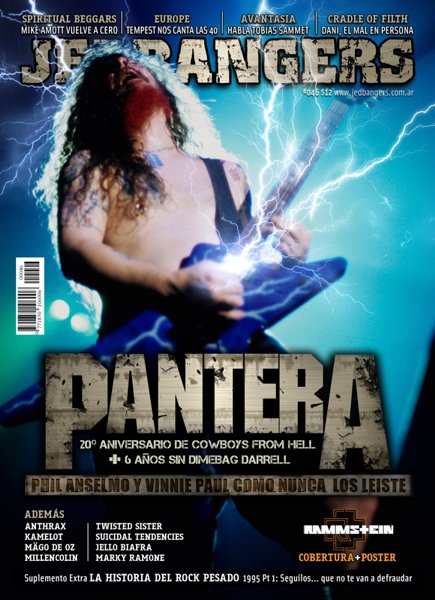 SPIRITUAL BEGGARS
MIKE AMOTT VUELVE A CERO
EUROPE
TEMPEST NOS CANTA LAS 40
AVANTASIA
HABLA TOBIAS SAMMET
CRADLE OF FILTH
DANI, EL MAL EN PERSONA
JEDBANGERS
#046 $12 www.jedbangers.com.ar
PANTERA
20º ANIVERSARIO DE COWBOYS FROM HELL
+ 6 AÑOS SIN DIMEBAG DARRELL
PHIL ANSELMO Y VINNIE PAUL COMO NUNCA LOS LEISTE
ADEMÁS
ANTHRAX
KAMELOT
MÄGO DE OZ
MILLENCOLIN
TWISTED SISTER
SUICIDAL TENDENCIES
JELLO BIAFRA
MARKY RAMONE
RAMMSTEIN
COBERTURA+POSTER
Suplemento Extra LA HISTORIA DEL ROCK PESADO 1995 Pt 1: Seguilos... que no te van a defraudar